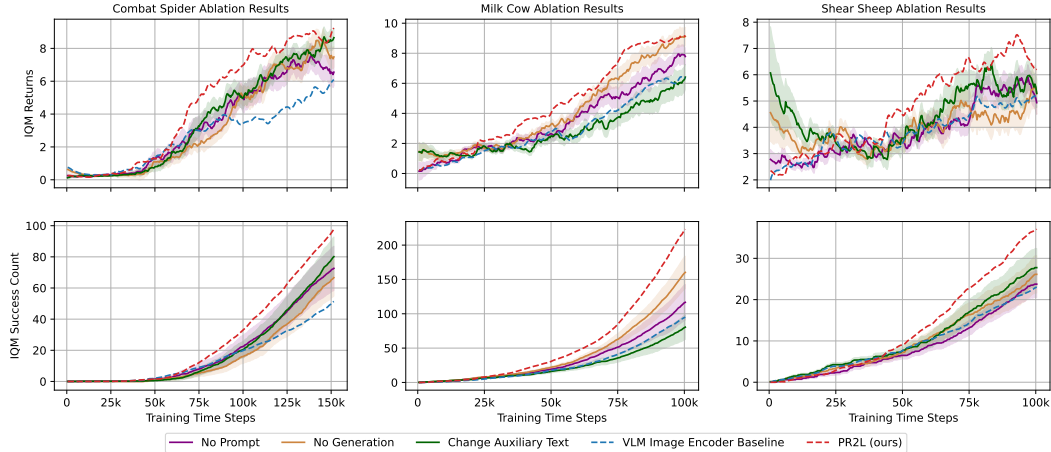 Combat Spider Ablation Results
Milk Cow Ablation Results
Shear Sheep Ablation Results
IQM Returns
0
2
4
6
8
0
2
4
6
8
10
2
3
4
5
6
7
IQM Success Count
0
20
40
60
80
100
0
50
100
150
200
0
10
20
30
0 25k 50k 75k 100k 125k 150k
0 25k 50k 75k 100k
0 25k 50k 75k 100k
Training Time Steps
Training Time Steps
Training Time Steps
No Prompt
No Generation
Change Auxiliary Text
VLM Image Encoder Baseline
PR2L (ours)